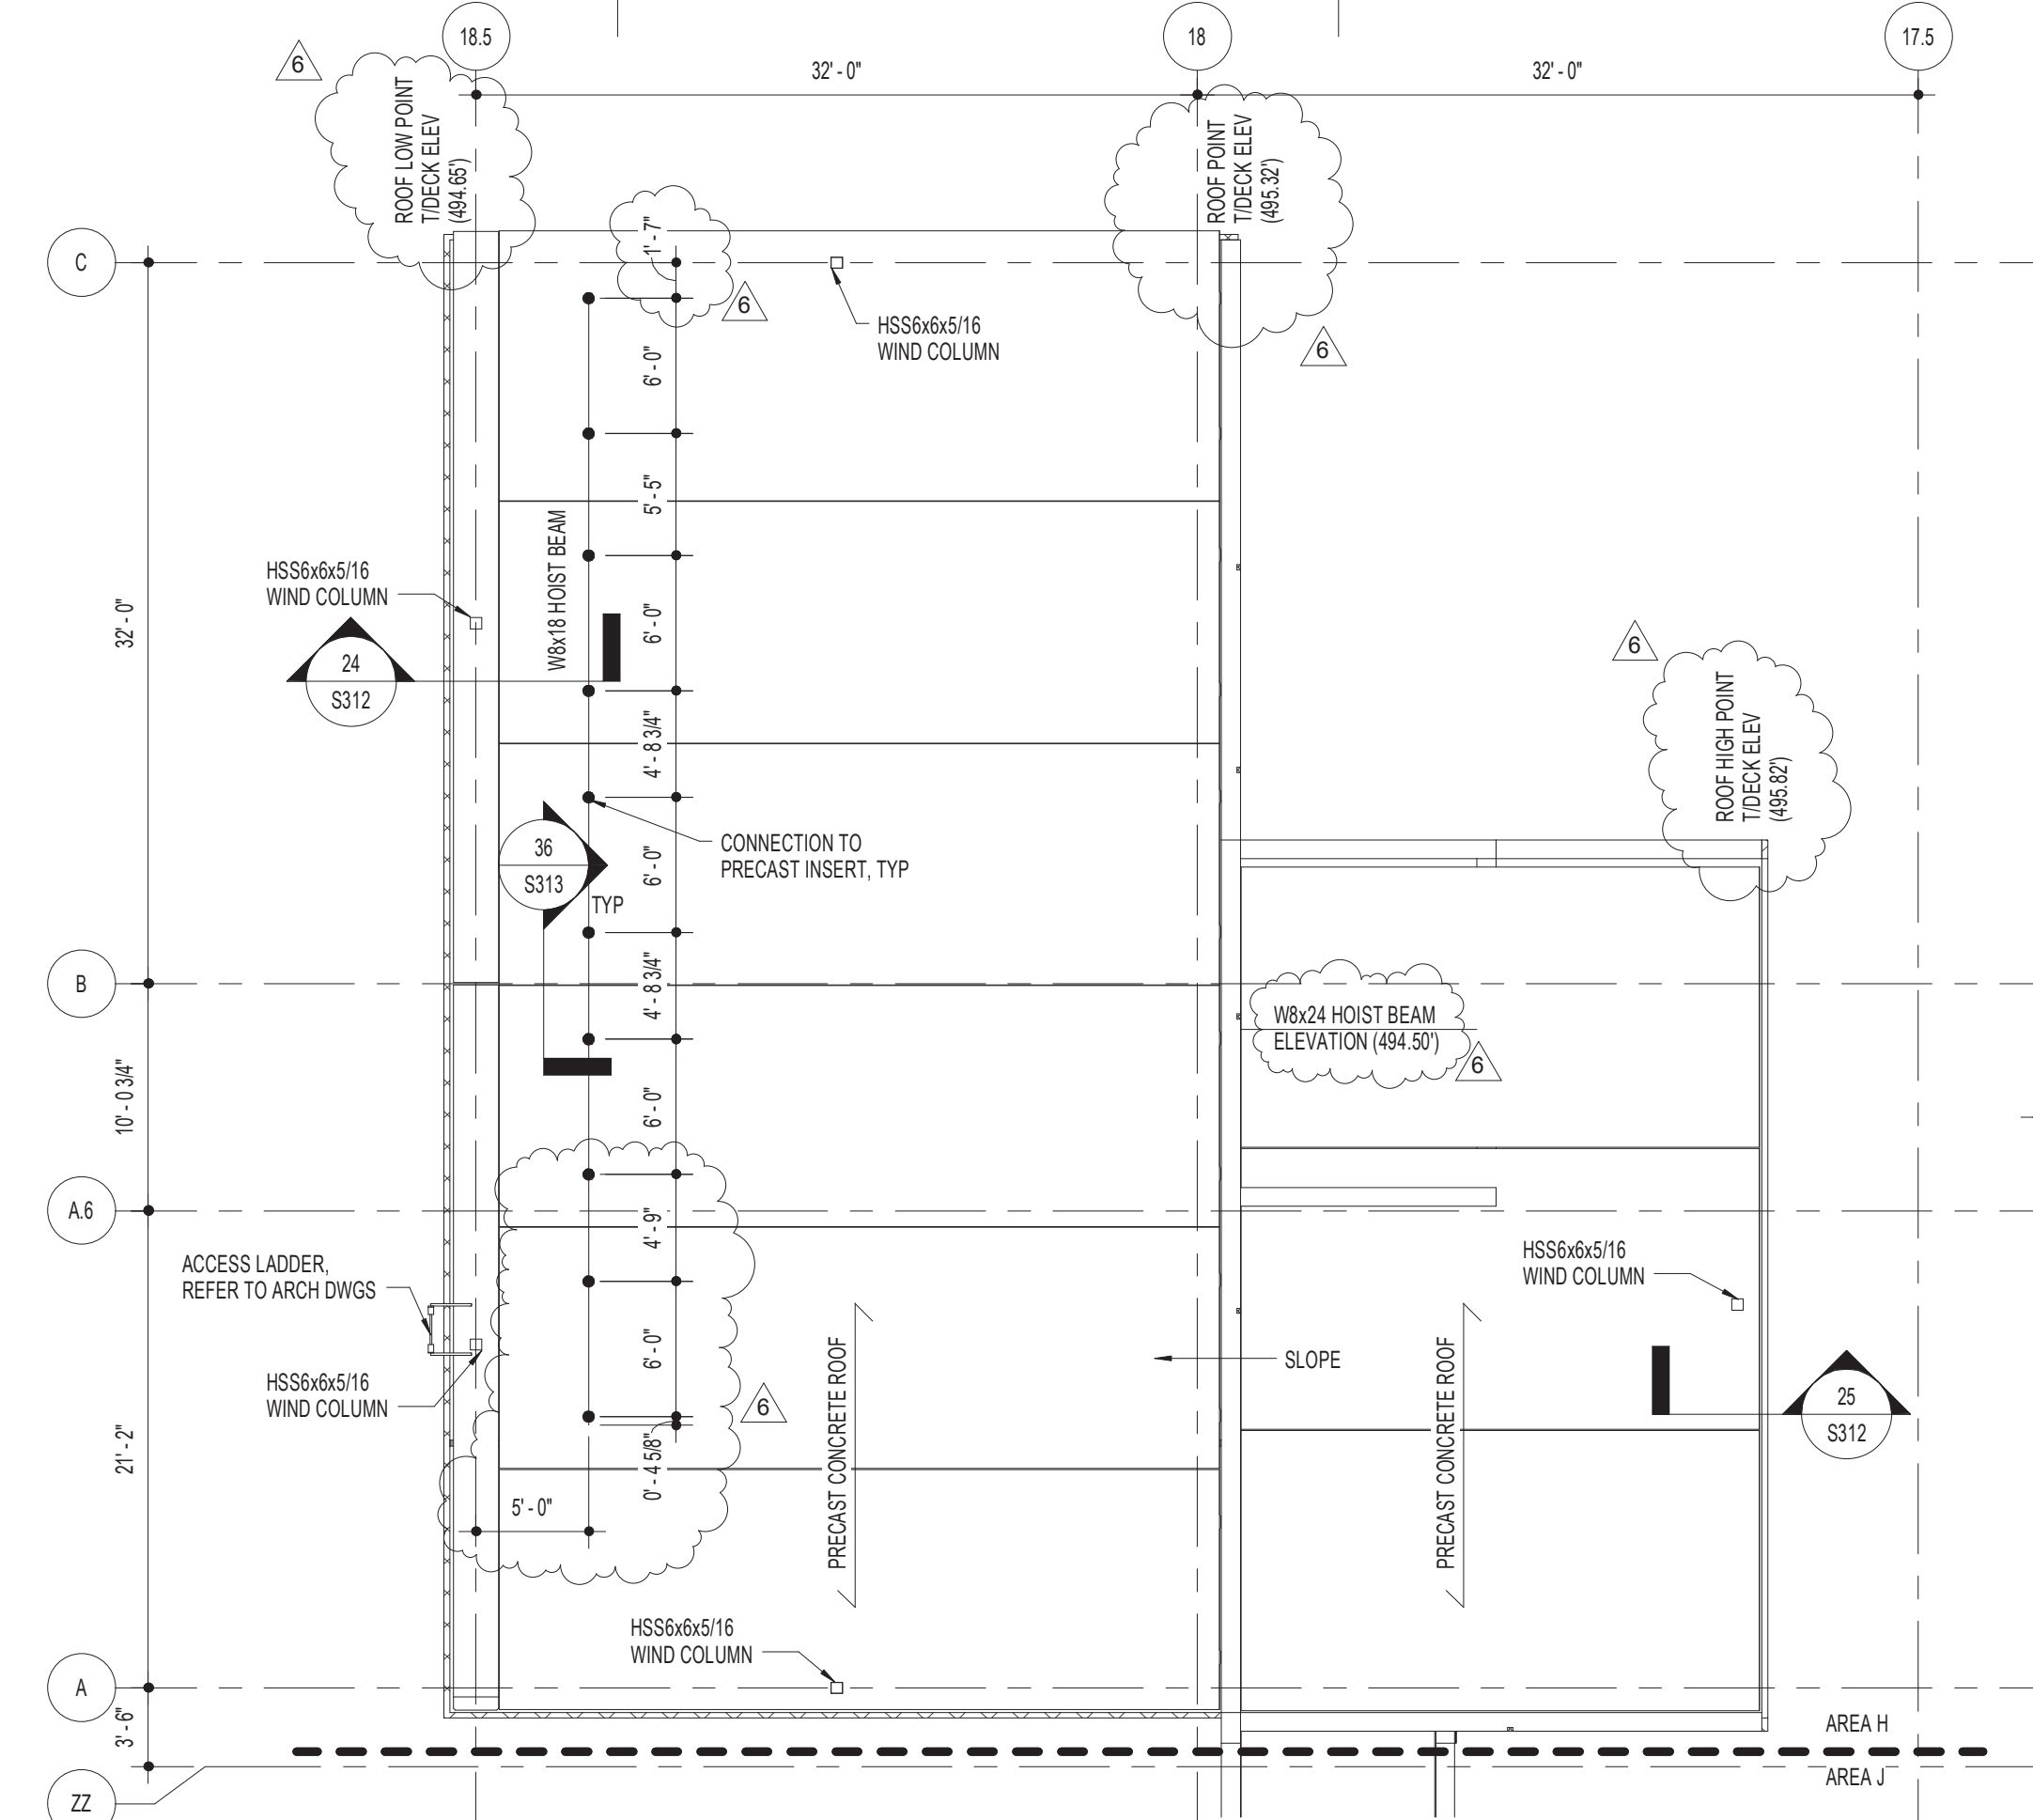 18.5
18
17.5
32' - 0"
32' - 0"
6
ROOF LOW POINT
T/DECK ELEV
(494.65')
ROOF POINT
T/DECK ELEV
(495.32')
6
1' - 7"
6
C
HSS6x6x5/16
WIND COLUMN
6' - 0"
5' - 5"
W8x18 HOIST BEAM
HSS6x6x5/16
WIND COLUMN
32' - 0"
6' - 0"
24
S312
4' - 8 3/4"
6
ROOF HIGH POINT
T/DECK ELEV
(495.82')
36
S313
TYP
CONNECTION TO
PRECAST INSERT, TYP
6' - 0"
B
4' - 8 3/4"
W8x24 HOIST BEAM
ELEVATION (494.50')
6
10' - 0 3/4"
6' - 0"
A.6
4' - 9"
ACCESS LADDER,
REFER TO ARCH DWGS
HSS6x6x5/16
WIND COLUMN
6' - 0"
HSS6x6x5/16
WIND COLUMN
6
PRECAST CONCRETE ROOF
SLOPE
PRECAST CONCRETE ROOF
25
S312
21' - 2"
0' - 4 5/8"
5' - 0"
HSS6x6x5/16
WIND COLUMN
A
3' - 6"
AREA H
AREA J
ZZ